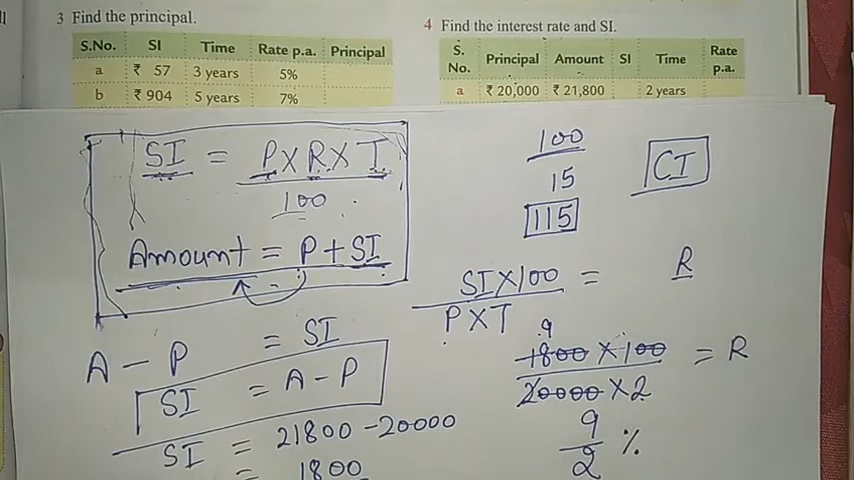 3 Find the principal.
S.No. SI Time Rate p.a. Principal
a ₹ 57 3 years 5%
b ₹ 904 5 years 7%
4 Find the interest rate and SI.
S. No. Principal Amount SI Time Rate p.a.
a ₹ 20,000 ₹ 21,800 2 years
SI = P X R X T
100
Amount = P + SI
A - P = SI
SI = A - P
SI = 21800 - 20000
= 1800
100
15
115
CI
SI X 100 = R
P X T
9
1800 X 100 = R
20000 X 2
9
2 %